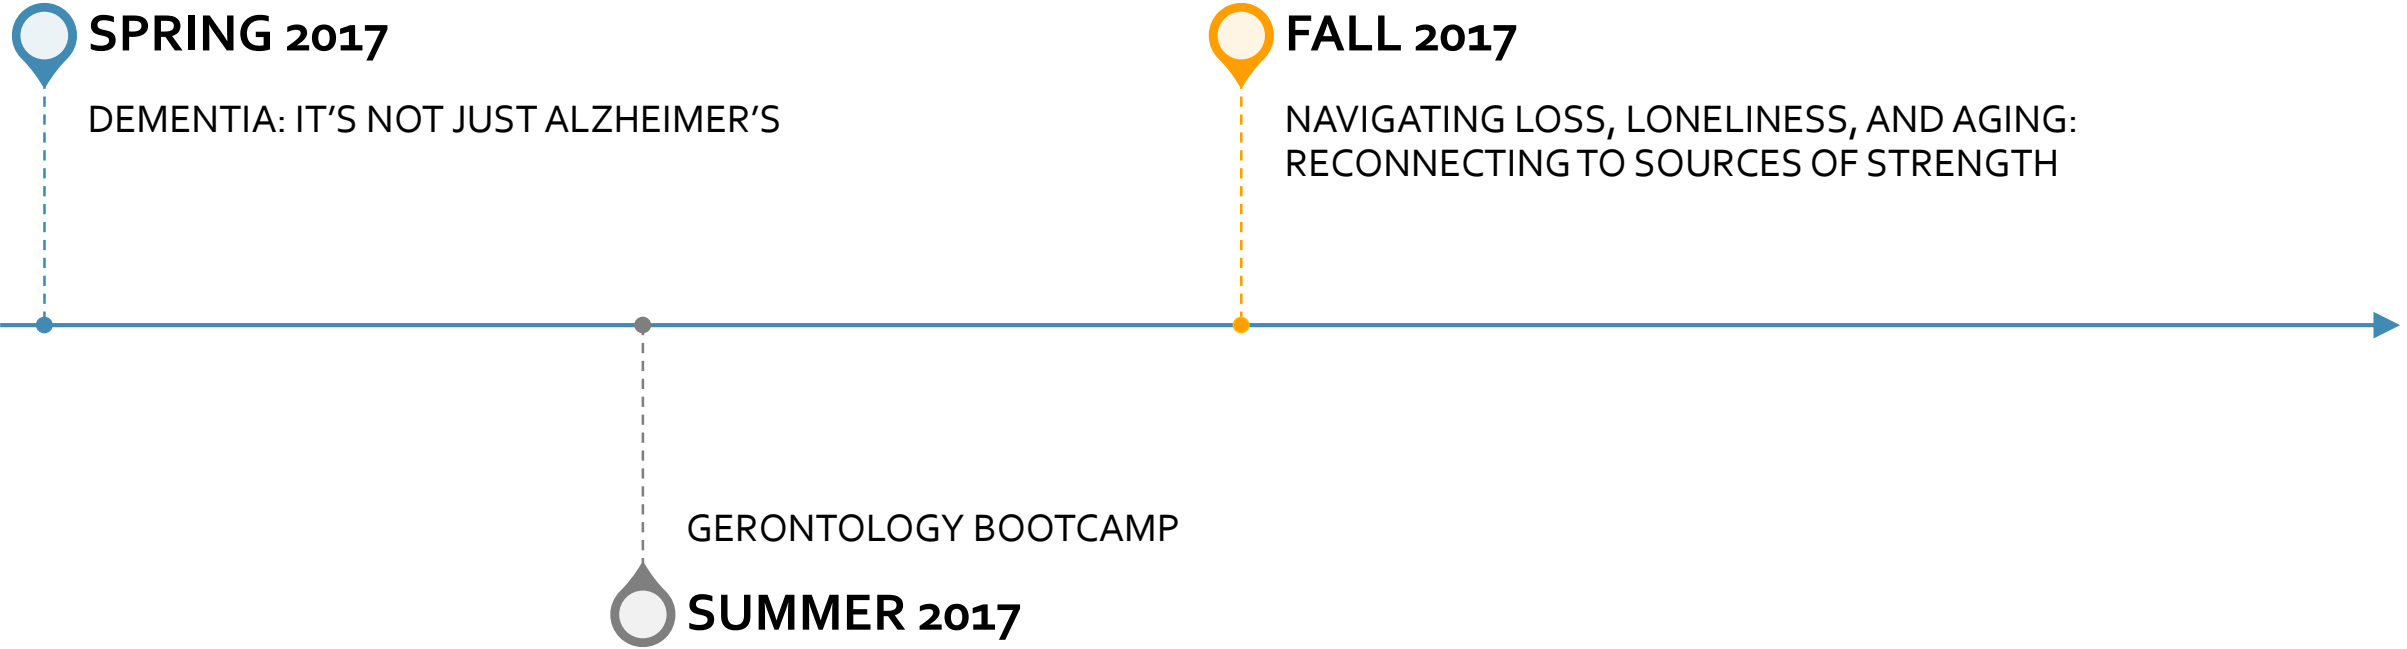 SPRING 2017
DEMENTIA: IT’S NOT JUST ALZHEIMER’S
FALL 2017
NAVIGATING LOSS, LONELINESS, AND AGING:
RECONNECTING TO SOURCES OF STRENGTH
GERONTOLOGY BOOTCAMP
SUMMER 2017